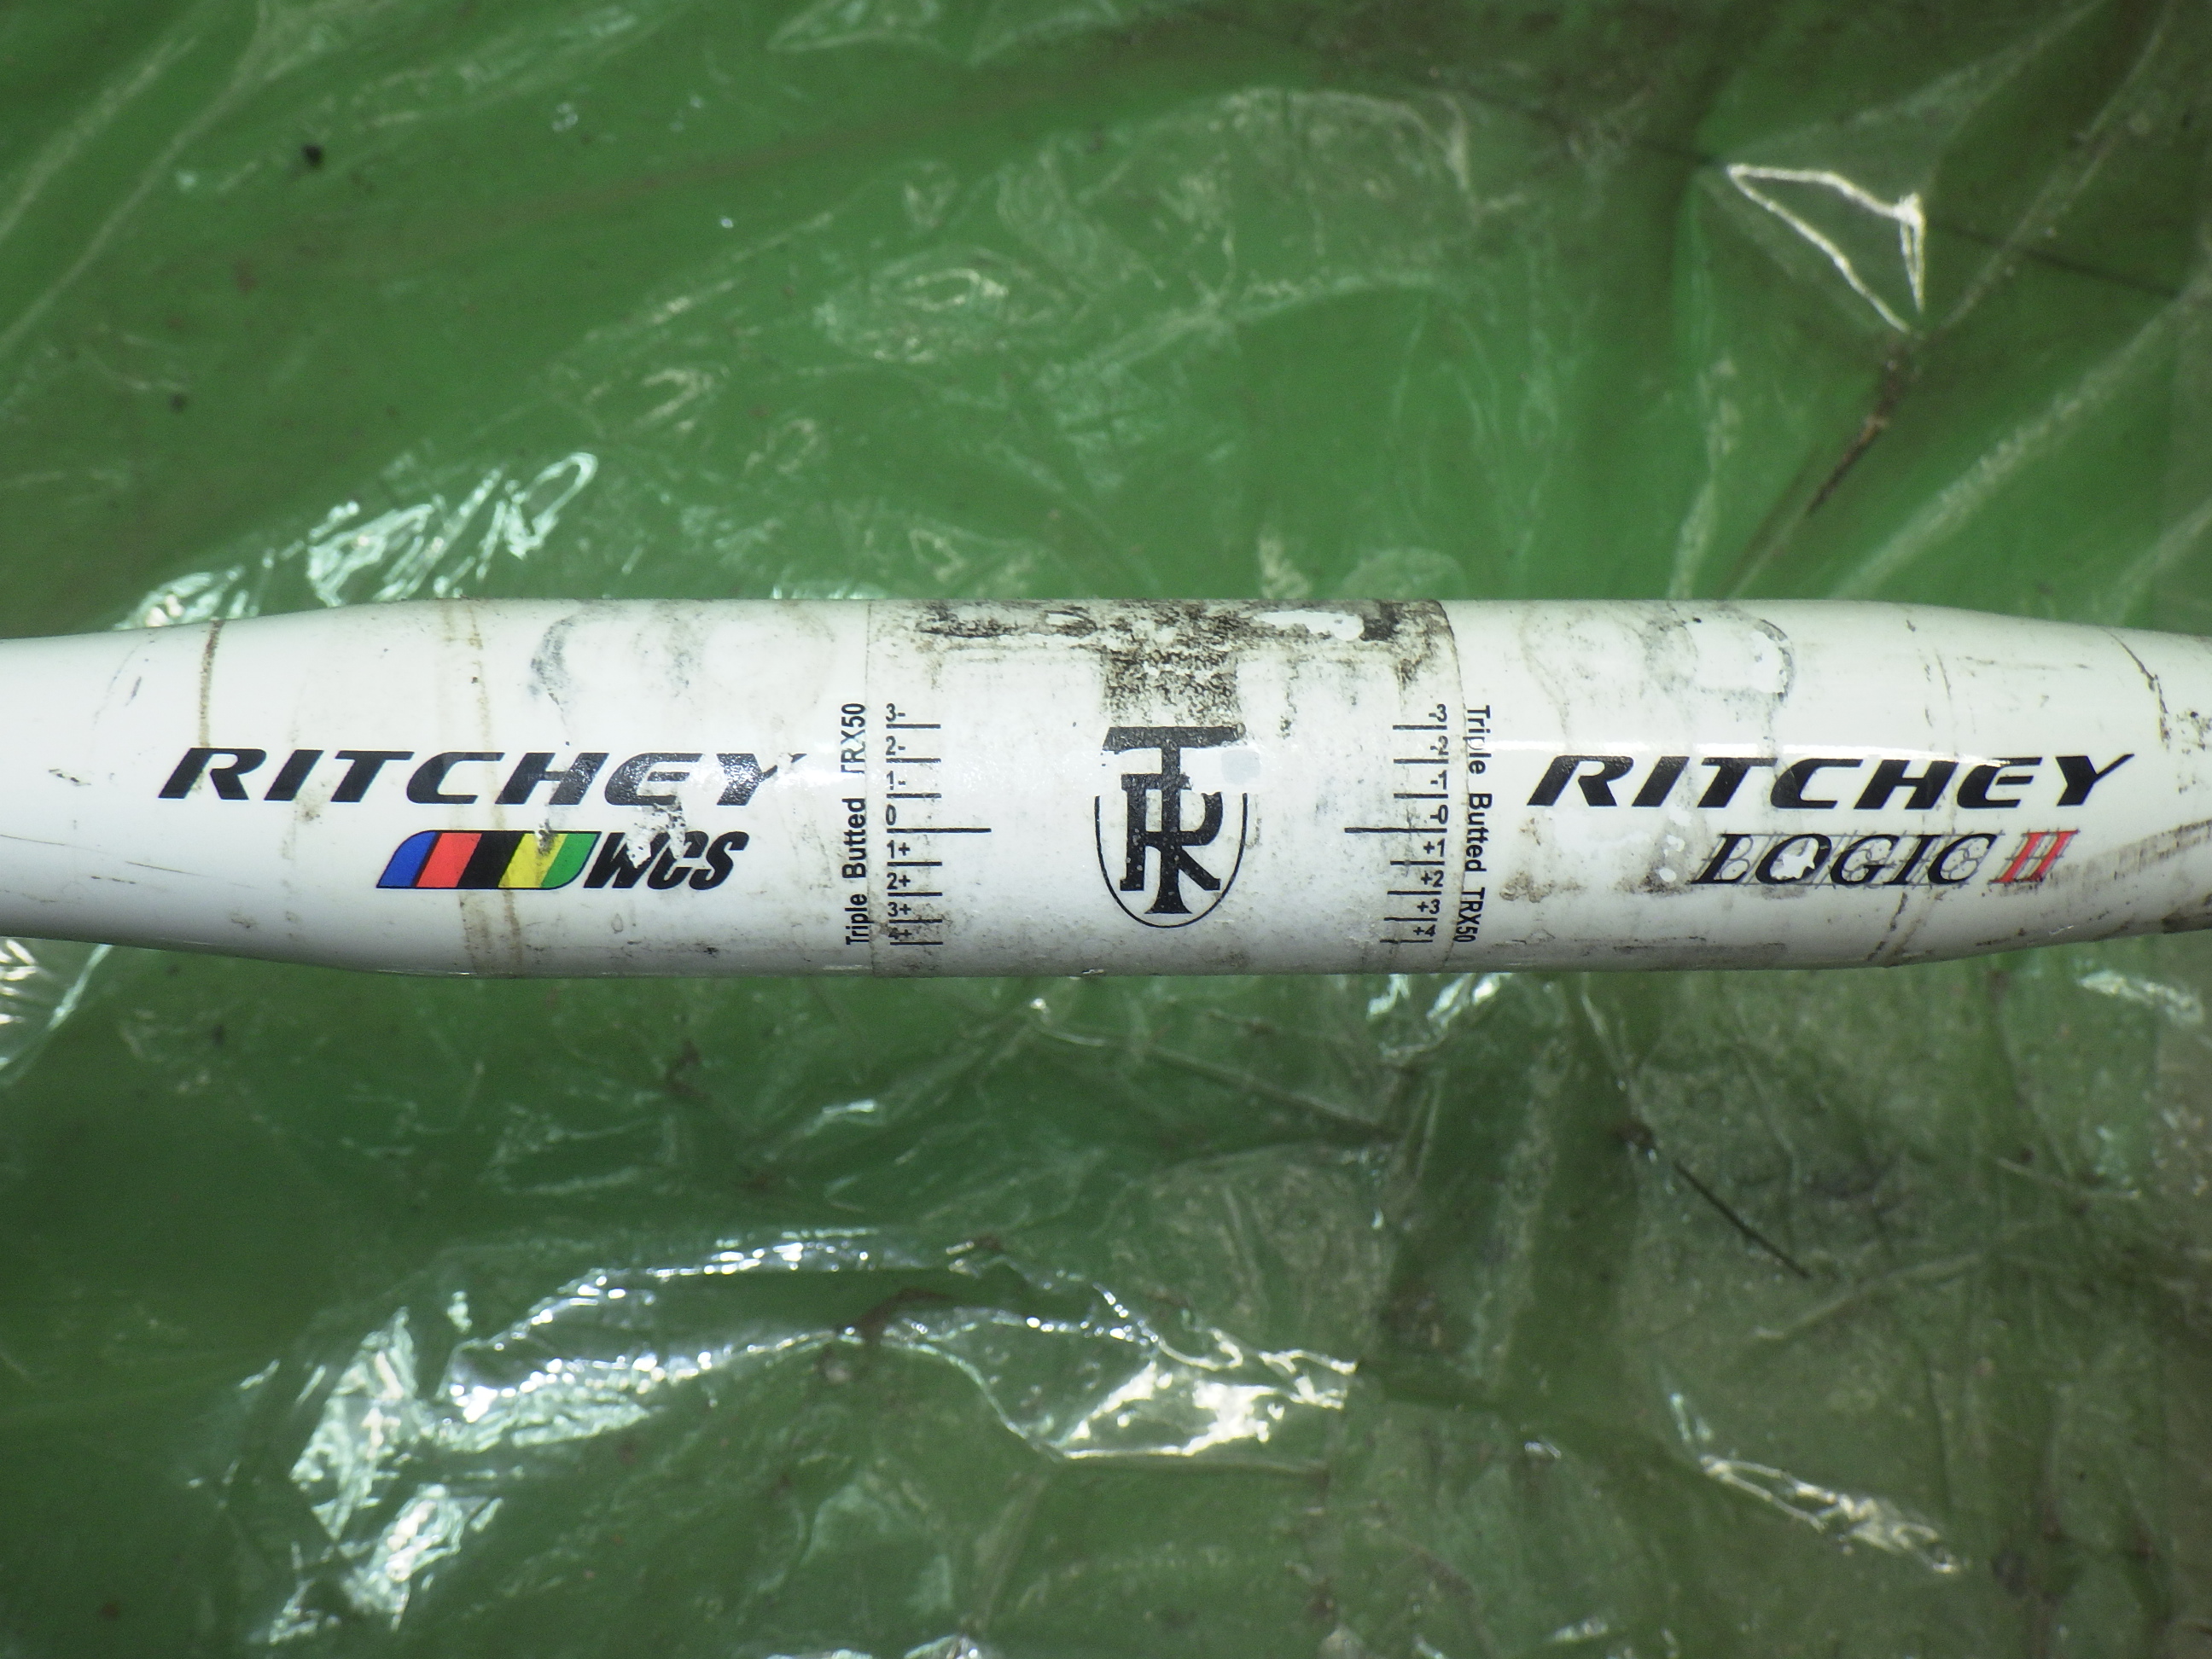 RITCHEY
WCS
Triple Butted TRX50
3-
2-
1-
0
1+
2+
3+
4+
TR
3-
2-
1-
0
+1
+2
+3
+4
Triple Butted TRX50
RITCHEY
LOGIC II